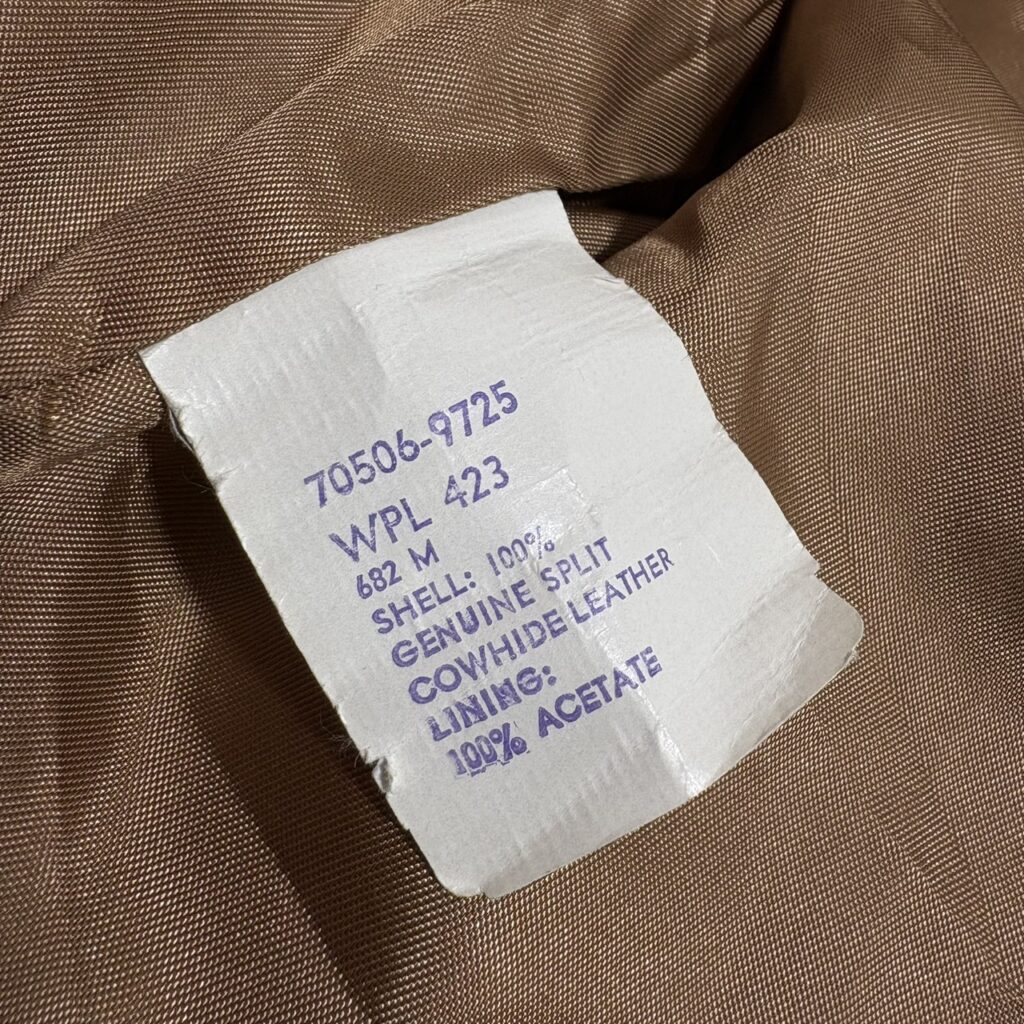 70506-9725
WPL 423
682 M
SHELL: 100%
GENUINE SPLIT
COWHIDE LEATHER
LINING:
100% ACETATE